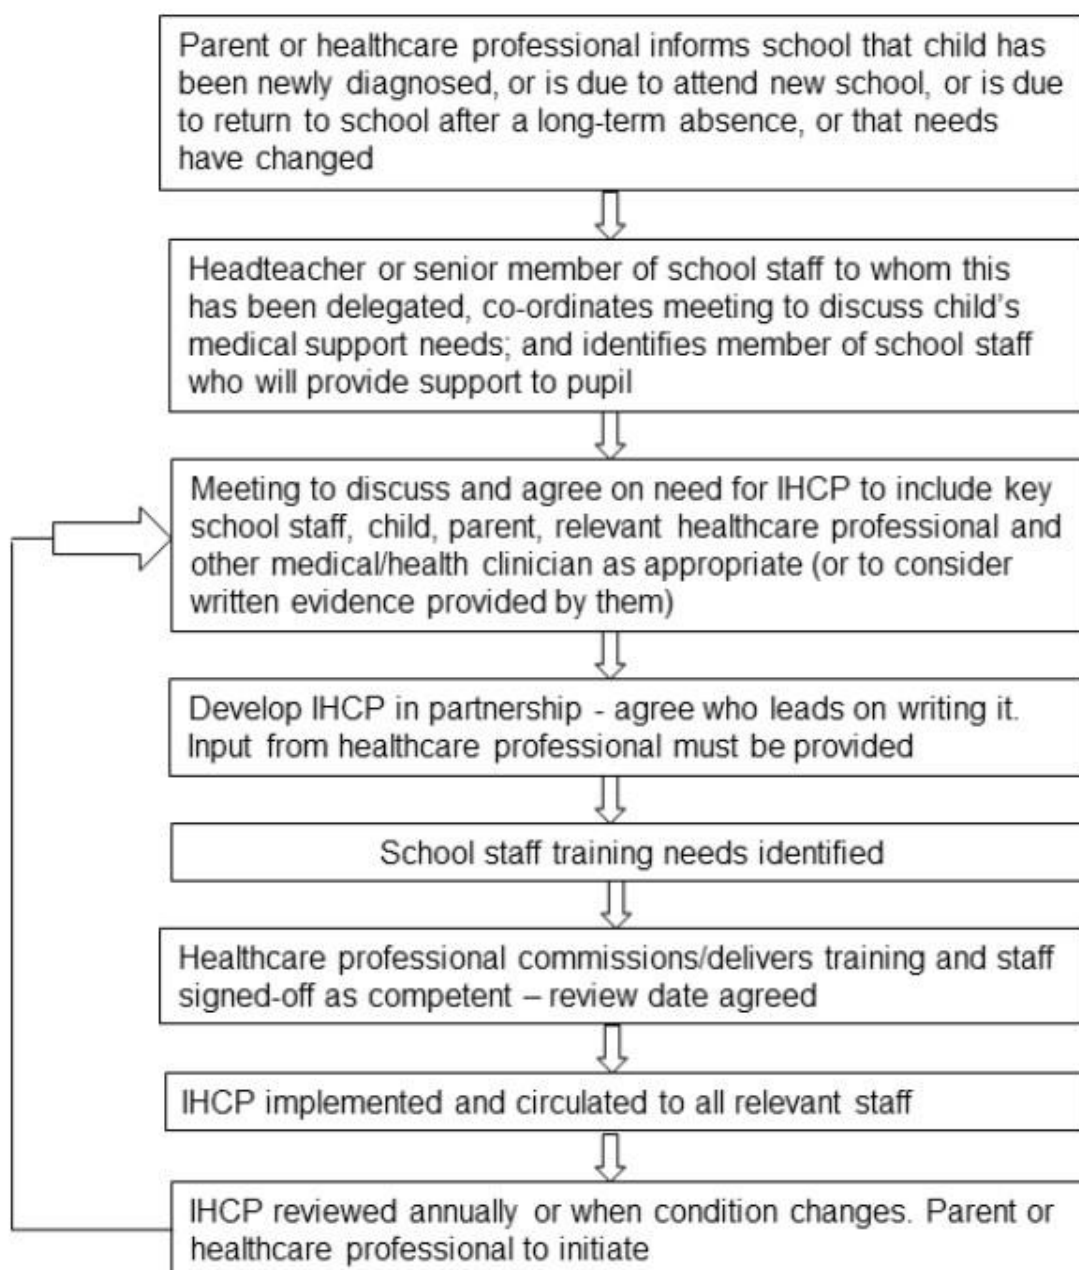 Parent or healthcare professional informs school that child has
been newly diagnosed, or is due to attend new school, or is due
to return to school after a long-term absence, or that needs
have changed
Headteacher or senior member of school staff to whom this
has been delegated, co-ordinates meeting to discuss child's
medical support needs; and identifies member of school staff
who will provide support to pupil
Meeting to discuss and agree on need for IHCP to include key
school staff, child, parent, relevant healthcare professional and
other medical/health clinician as appropriate (or to consider
written evidence provided by them)
Develop IHCP in partnership - agree who leads on writing it.
Input from healthcare professional must be provided
School staff training needs identified
Healthcare professional commissions/delivers training and staff
signed-off as competent – review date agreed
IHCP implemented and circulated to all relevant staff
IHCP reviewed annually or when condition changes. Parent or
healthcare professional to initiate